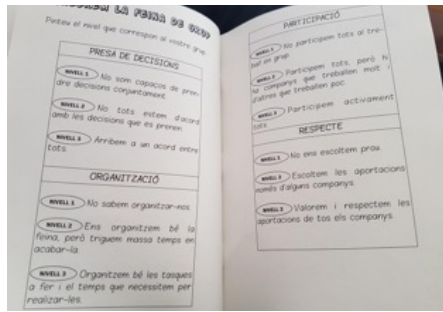 LA FEINA DE GRUP
Pinteu el nivel que correspon al vostre grup.
PRESA DE DECISIONS
NIVELL 1 No som capaços de pren-
dre decisions conjuntament.
NIVELL 2 No tots estem d'acord
amb les decisions que es prenen.
NIVELL 3 Arribem a un acord entre
tots.
ORGANITZACIÓ
NIVELL 1 No sabem organitzar-nos.
NIVELL 2 Ens organitzem bé la
feina, però triguem massa temps en
acabar-la.
NIVELL 3 Organitzem bé les tasques
a fer i el temps que necessitem per
realitzar-les.
PARTICIPACIÓ
NIVELL 1 No participem tots al tre-
ball en grup.
NIVELL 2 Participem tots, però hi
ha companys que treballen molt i
d'altres que treballen poc.
NIVELL 3 Participem activament
tots.
RESPECTE
NIVELL 1 No ens escoltem prou.
NIVELL 2 Escoltem les aportacions
només d'alguns companys.
NIVELL 3 Valorem i respectem les
aportacions de tos els companys.